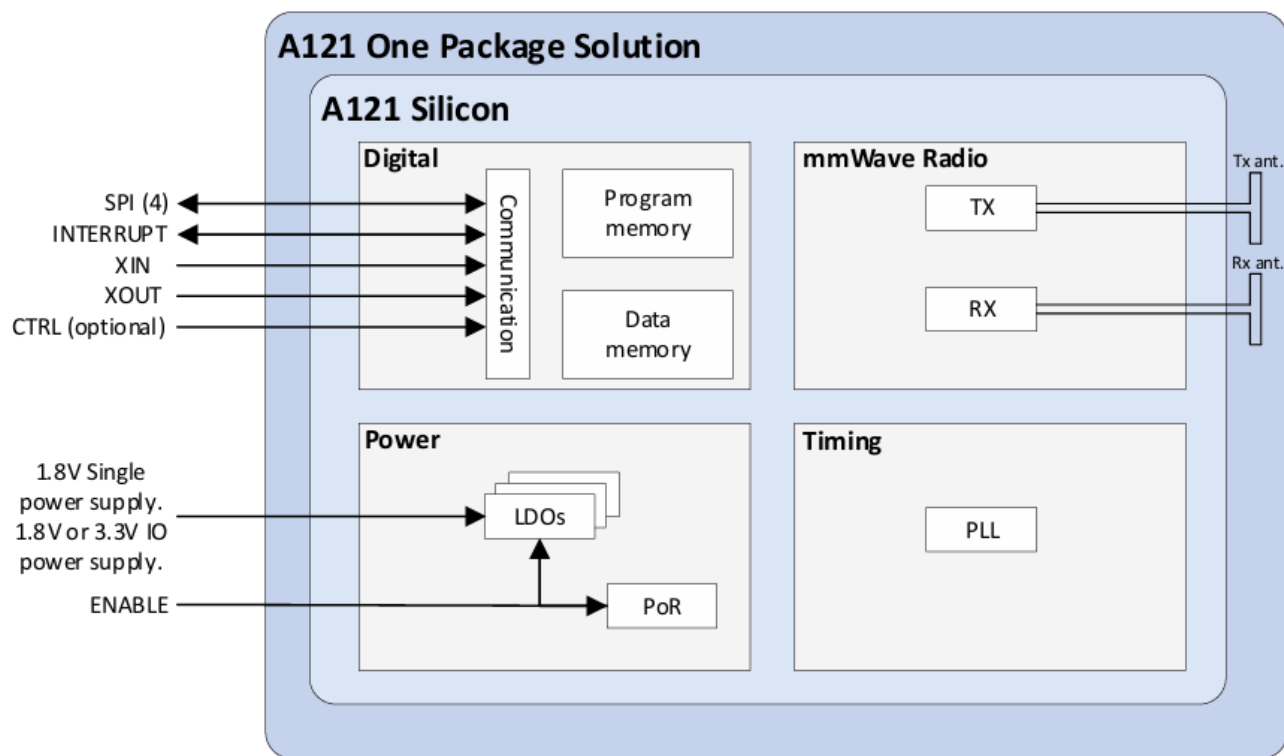 A121 One Package Solution
A121 Silicon
Digital
Communication
Program
memory
Data
memory
mmWave Radio
TX
RX
Tx ant.
Rx ant.
SPI (4)
INTERRUPT
XIN
XOUT
CTRL (optional)
Power
LDOs
PoR
1.8V Single
power supply.
1.8V or 3.3V IO
power supply.
ENABLE
Timing
PLL